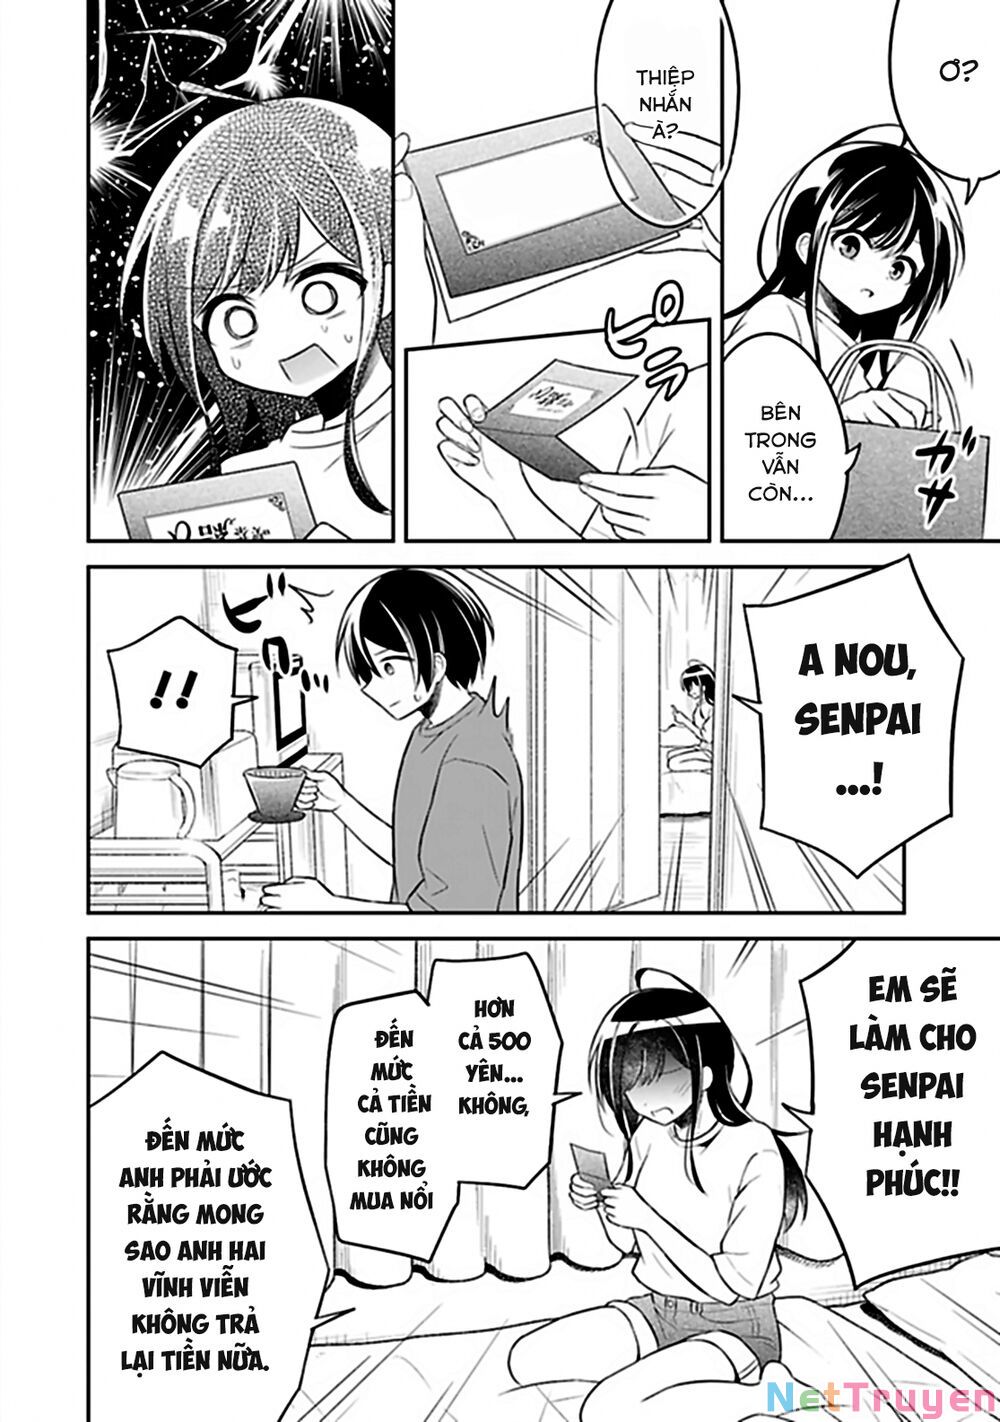 Ơ?
THIỆP
NHẮN
À?
BÊN
TRONG
VẪN
CÒN...
ガサ
ピラ
A NOU,
SENPAI
...!
!!
EM SẼ
LÀM CHO
SENPAI
HẠNH
PHÚC!!
HƠN
CẢ 500
YÊN...
KHÔNG,
ĐẾN
MỨC
CẢ TIỀN
CŨNG
KHÔNG
MUA NỔI
ĐẾN MỨC
ANH PHẢI ƯỚC
RẰNG MONG
SAO ANH HAI
VĨNH VIỄN
KHÔNG TRẢ
LẠI TIỀN NỮA.
NetTruyen